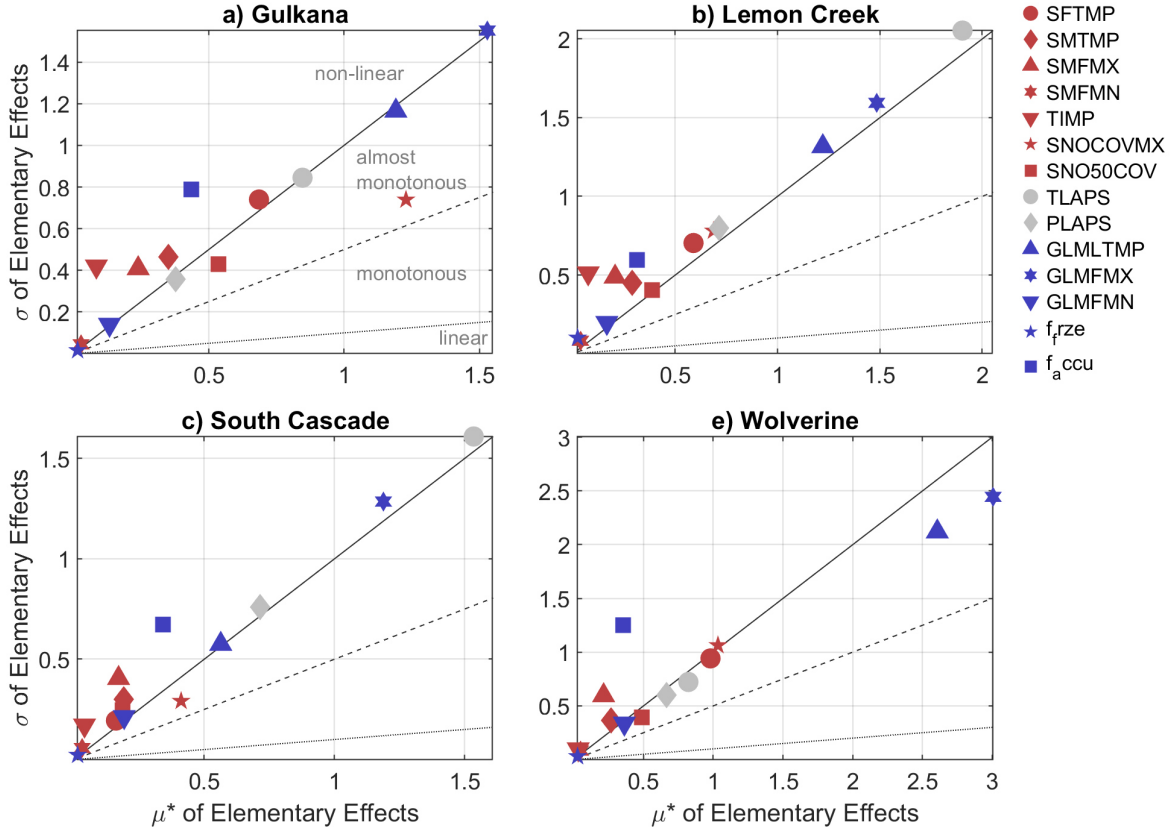 a) Gulkana
b) Lemon Creek
SFTMP
SMTMP
SMFMX
SMFMN
TIMP
SNOCOVMX
SNO50COV
TLAPS
PLAPS
GLMLTMP
GLMFMX
GLMFMN
f_frze
f_accu
σ of Elementary Effects
1.4
1.2
1
0.8
0.6
0.4
0.2
non-linear
almost
monotonous
monotonous
linear
0.5
1
1.5
2
1.5
1
0.5
0.5
1
1.5
2
c) South Cascade
e) Wolverine
σ of Elementary Effects
1.5
1
0.5
0.5
1
1.5
μ* of Elementary Effects
3
2.5
2
1.5
1
0.5
0.5
1
1.5
2
2.5
3
μ* of Elementary Effects